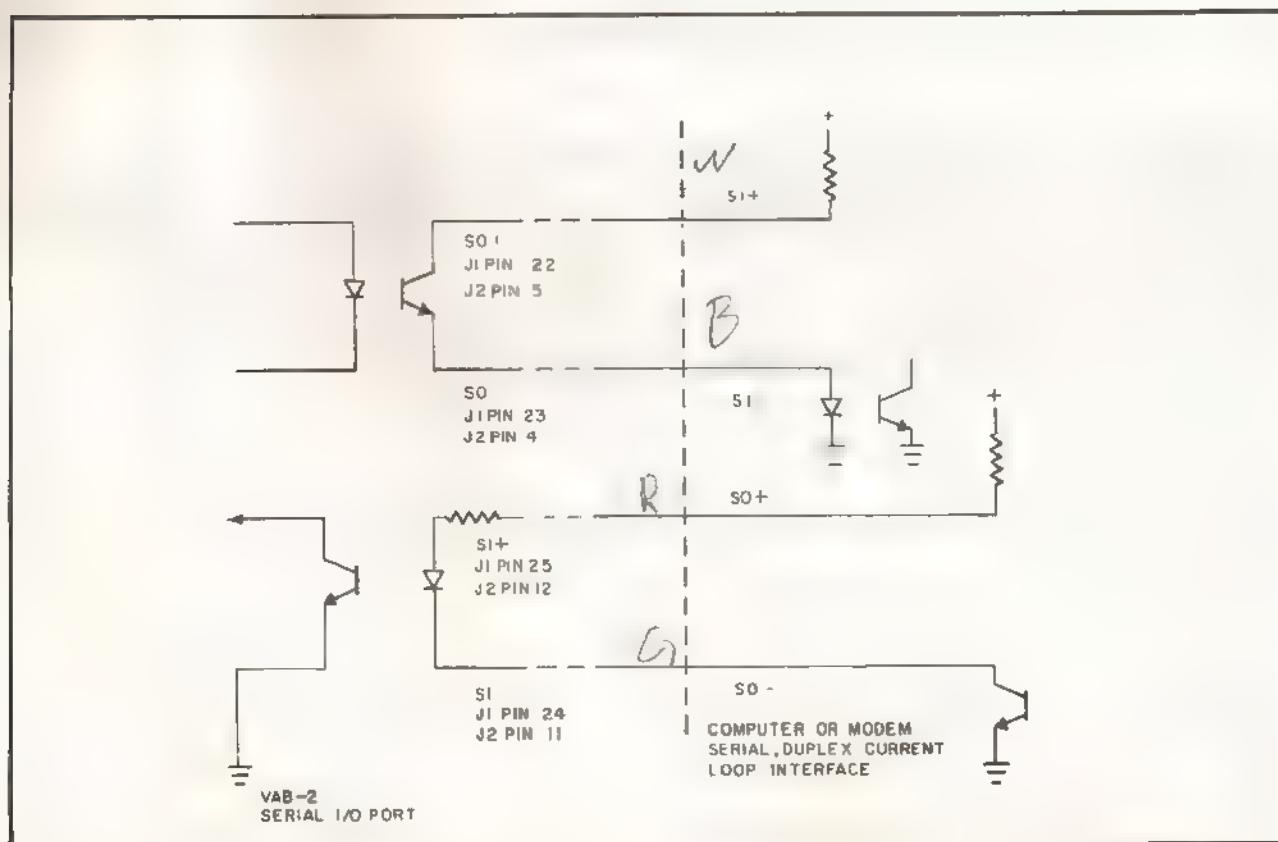 +
SI+
SO+
J1 PIN 22
J2 PIN 5
B
SO
J1 PIN 23
J2 PIN 4
SI
+
R
SO+
SI+
J1 PIN 25
J2 PIN 12
G
SI
J1 PIN 24
J2 PIN 11
SO -
COMPUTER OR MODEM
SERIAL, DUPLEX CURRENT
LOOP INTERFACE
VAB-2
SERIAL I/O PORT